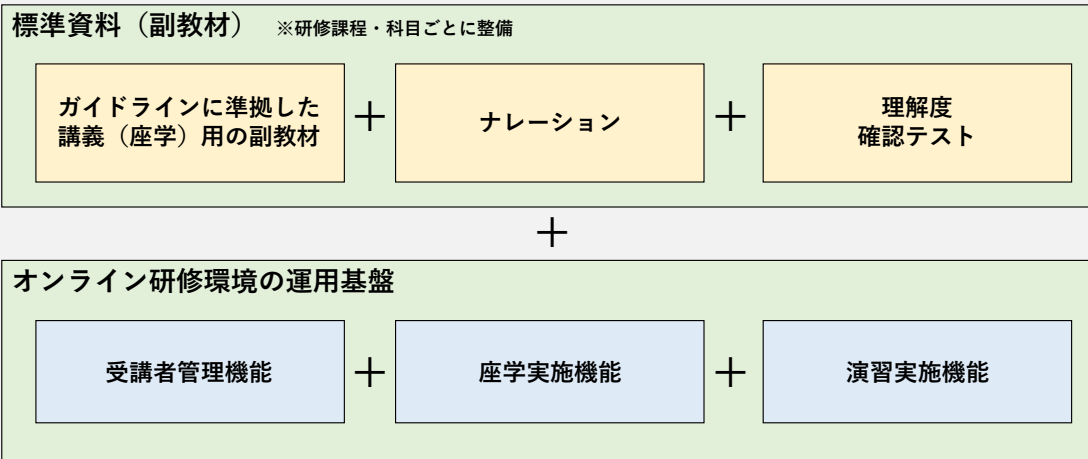 標準資料（副教材） ※研修課程・科目ごとに整備
ガイドラインに準拠した
講義（座学）用の副教材
＋
ナレーション
＋
理解度
確認テスト
＋
オンライン研修環境の運用基盤
受講者管理機能
＋
座学実施機能
＋
演習実施機能